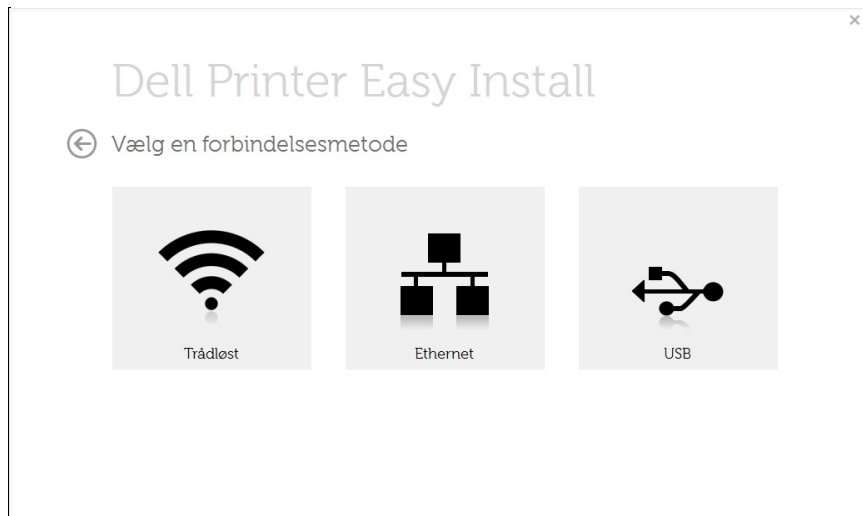 Dell Printer Easy Install
Vælg en forbindelsesmetode
Trådløst
Ethernet
USB